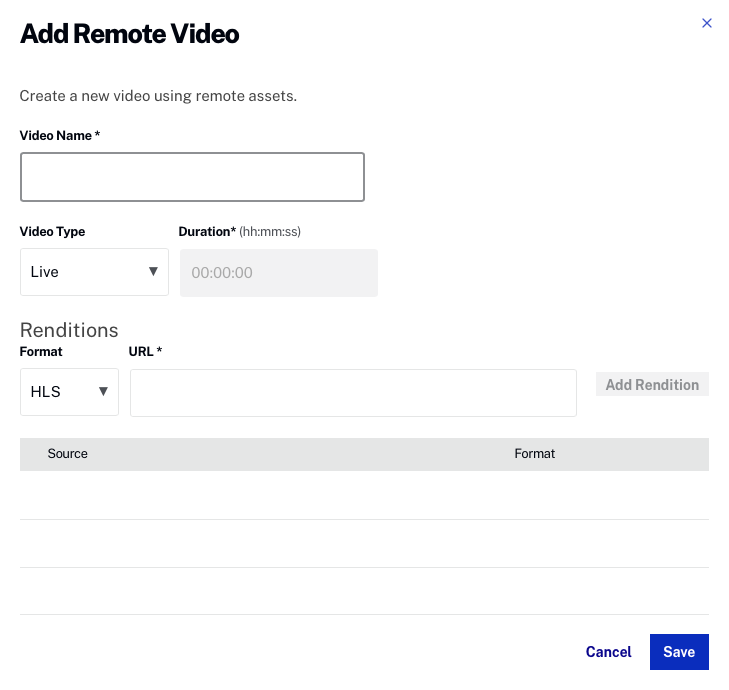 Add Remote Video
×
Create a new video using remote assets.
Video Name *
Video Type Duration* (hh:mm:ss)
Live ▼ 00:00:00
Renditions
Format URL *
HLS ▼ Add Rendition
Source Format
Cancel Save